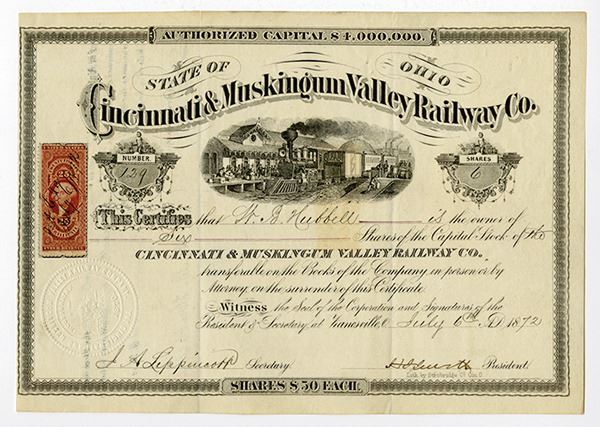 AUTHORIZED CAPITAL $4,000,000.
STATE OF OHIO
Cincinnati & Muskingum Valley Railway Co.
NUMBER
129
SHARES
6
25
This Certifies that W. B. Hubbell is the owner of
Six Shares of the Capital Stock of the
CINCINNATI & MUSKINGUM VALLEY RAILWAY CO.
transferable on the Books of the Company in person or by
Attorney on the surrender of this Certificate.
Witness the Seal of the Corporation and Signatures of the
President & Secretary at Zanesville, O. July 6th AD 1872
J. A. Lippincott Secretary. President.
SHARES $50 EACH.